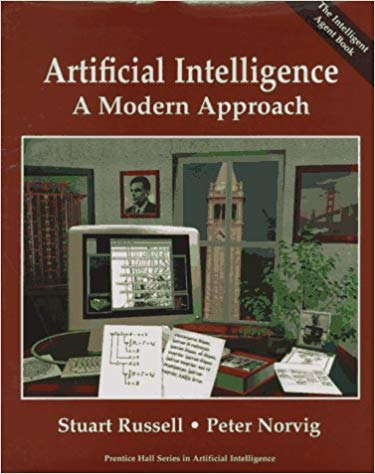 The Intelligent
Agent Book
Artificial Intelligence
A Modern Approach
Stuart Russell • Peter Norvig
Prentice Hall Series in Artificial Intelligence